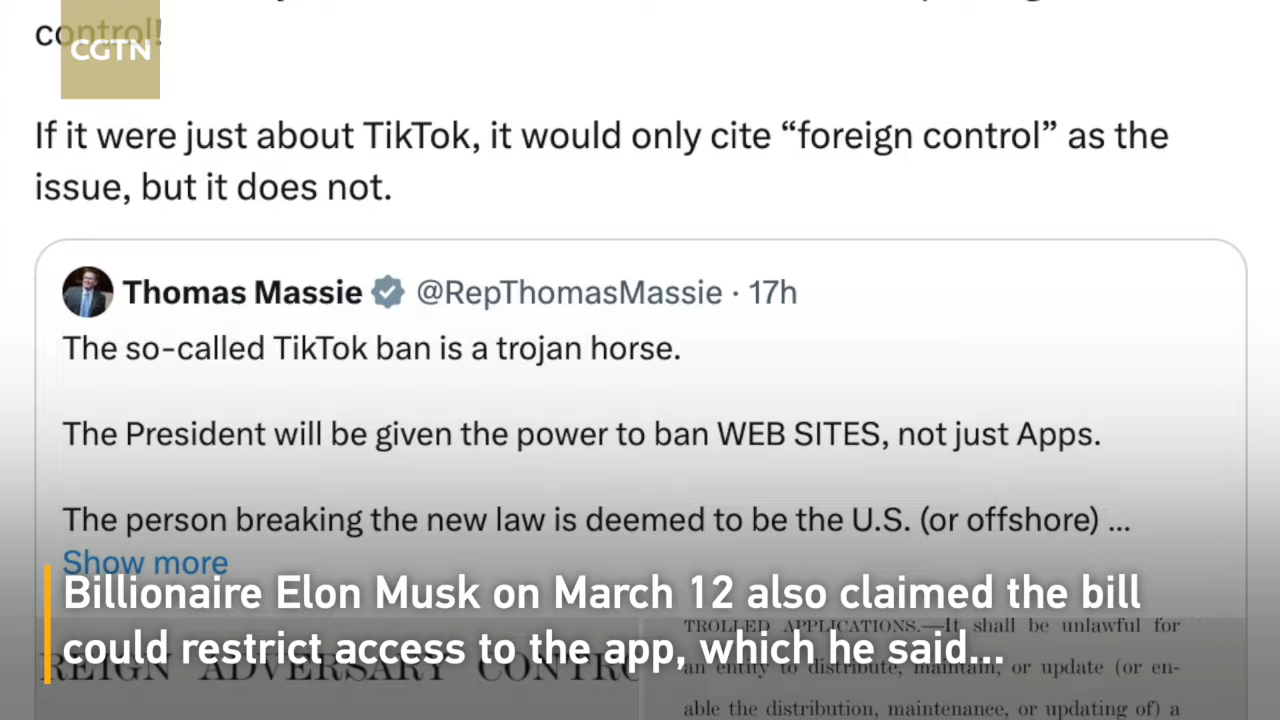 control!
CGTN
If it were just about TikTok, it would only cite “foreign control” as the
issue, but it does not.
Thomas Massie @RepThomasMassie · 17h
The so-called TikTok ban is a trojan horse.
The President will be given the power to ban WEB SITES, not just Apps.
The person breaking the new law is deemed to be the U.S. (or offshore) ...
Show more
Billionaire Elon Musk on March 12 also claimed the bill
could restrict access to the app, which he said...
TROLLED APPLICATIONS.—It shall be unlawful for
REIGN ADVERSARY CONTRO
an entity to distribute, maintain, or update (or en-
able the distribution, maintenance, or updating of) a